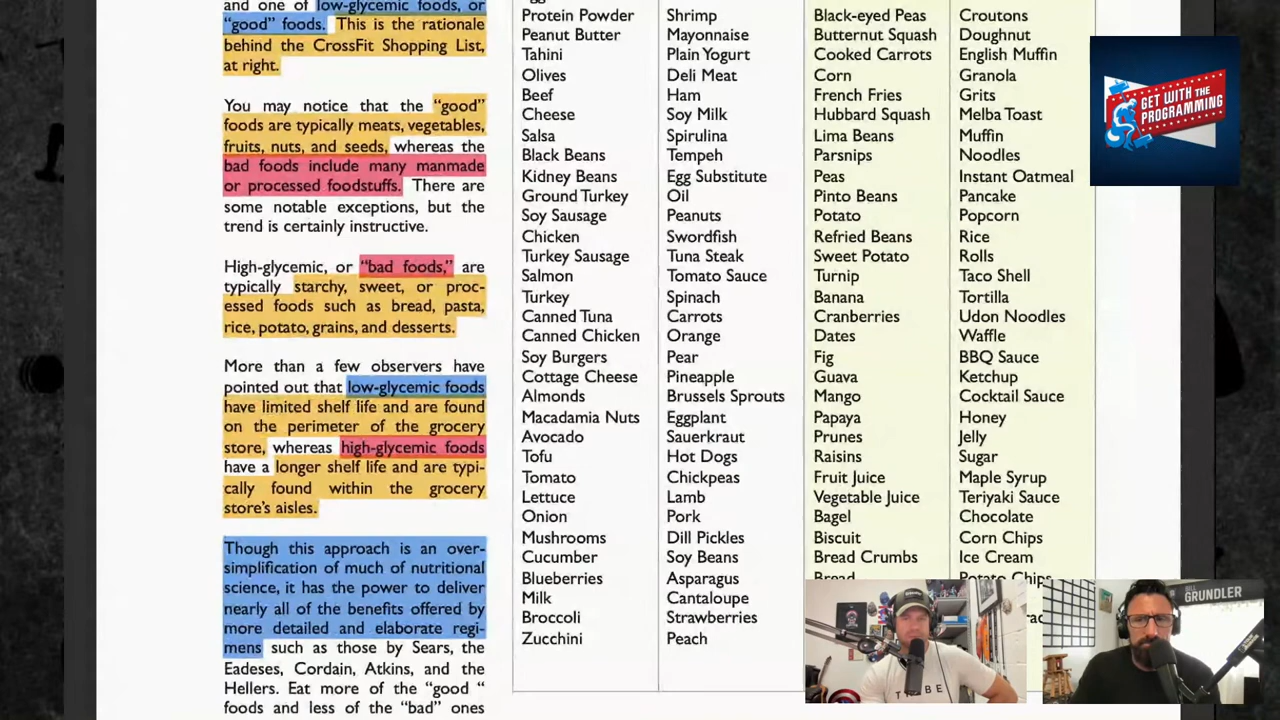 and one of low-glycemic foods, or
“good” foods. This is the rationale
behind the CrossFit Shopping List,
at right.
You may notice that the “good”
foods are typically meats, vegetables,
fruits, nuts, and seeds, whereas the
bad foods include many manmade
or processed foodstuffs. There are
some notable exceptions, but the
trend is certainly instructive.
High-glycemic, or “bad foods,” are
typically starchy, sweet, or proc-
essed foods such as bread, pasta,
rice, potato, grains, and desserts.
More than a few observers have
pointed out that low-glycemic foods
have limited shelf life and are found
on the perimeter of the grocery
store, whereas high-glycemic foods
have a longer shelf life and are typi-
cally found within the grocery
store’s aisles.
Though this approach is an over-
simplification of much of nutritional
science, it has the power to deliver
nearly all of the benefits offered by
more detailed and elaborate regi-
mens such as those by Sears, the
Eadeses, Cordain, Atkins, and the
Hellers. Eat more of the “good “
foods and less of the “bad” ones
Protein Powder
Peanut Butter
Tahini
Olives
Beef
Cheese
Salsa
Black Beans
Kidney Beans
Ground Turkey
Soy Sausage
Chicken
Turkey Sausage
Salmon
Turkey
Canned Tuna
Canned Chicken
Soy Burgers
Cottage Cheese
Almonds
Macadamia Nuts
Avocado
Tofu
Tomato
Lettuce
Onion
Mushrooms
Cucumber
Blueberries
Milk
Broccoli
Zucchini
Shrimp
Mayonnaise
Plain Yogurt
Deli Meat
Ham
Soy Milk
Spirulina
Tempeh
Egg Substitute
Oil
Peanuts
Swordfish
Tuna Steak
Tomato Sauce
Spinach
Carrots
Orange
Pear
Pineapple
Brussels Sprouts
Eggplant
Sauerkraut
Hot Dogs
Chickpeas
Lamb
Pork
Dill Pickles
Soy Beans
Asparagus
Cantaloupe
Strawberries
Peach
Black-eyed Peas
Butternut Squash
Cooked Carrots
Corn
French Fries
Hubbard Squash
Lima Beans
Parsnips
Peas
Pinto Beans
Potato
Refried Beans
Sweet Potato
Turnip
Banana
Cranberries
Dates
Fig
Guava
Mango
Papaya
Prunes
Raisins
Fruit Juice
Vegetable Juice
Bagel
Biscuit
Bread Crumbs
Bread
Croutons
Doughnut
English Muffin
Granola
Grits
Melba Toast
Muffin
Noodles
Instant Oatmeal
Pancake
Popcorn
Rice
Rolls
Taco Shell
Tortilla
Udon Noodles
Waffle
BBQ Sauce
Ketchup
Cocktail Sauce
Honey
Jelly
Sugar
Maple Syrup
Teriyaki Sauce
Chocolate
Corn Chips
Ice Cream
Potato Chips
GET WITH THE
PROGRAMMING
GRUNDLER